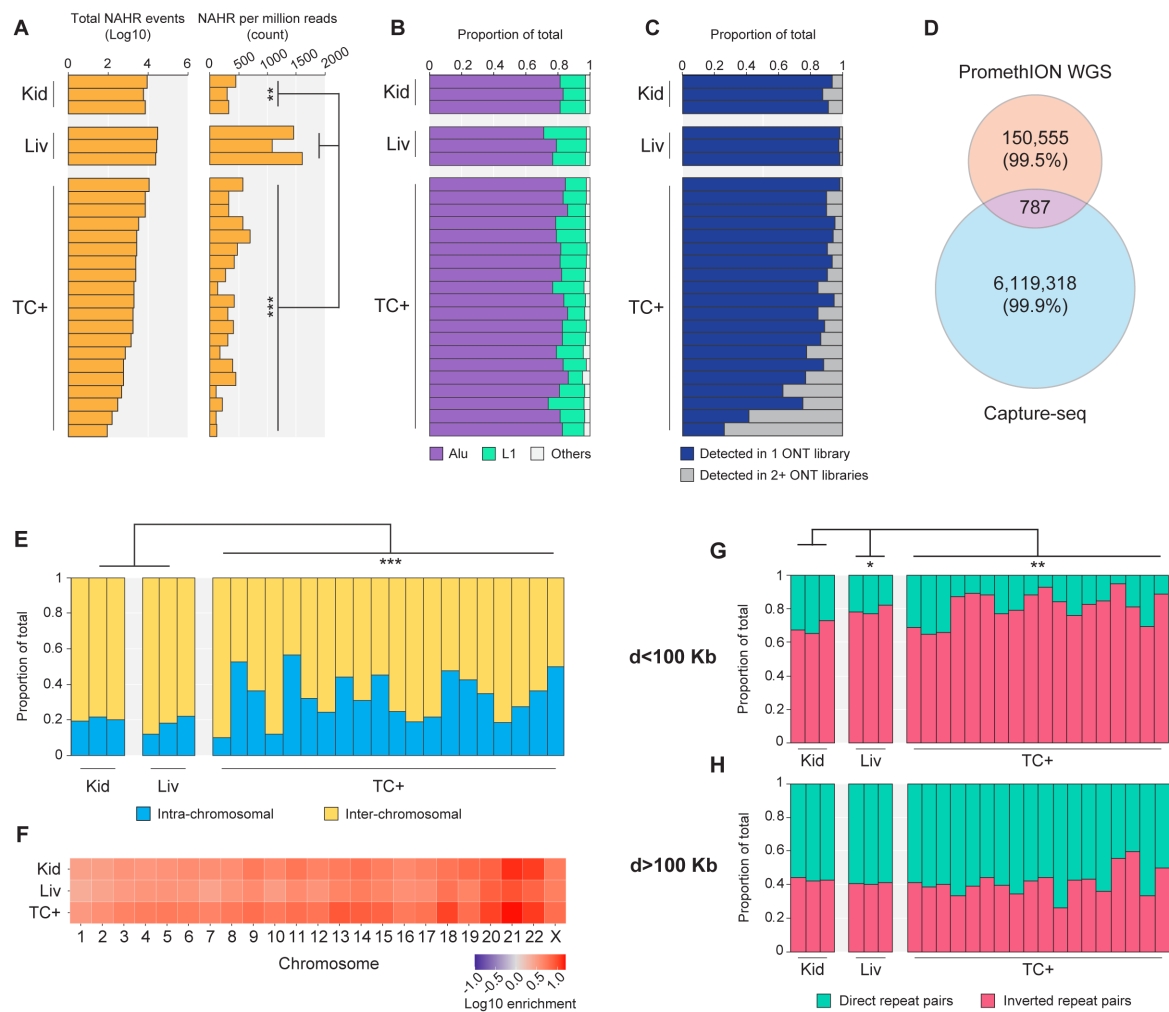 A
Total NAHR events
(Log10)
0 2 4 6
NAHR per million reads
(count)
0 500 1000 1500 2000
Kid
Liv
TC+
**
***
B
Proportion of total
0 0.2 0.4 0.6 0.8 1
Kid
Liv
TC+
Alu L1 Others
C
Proportion of total
0 0.2 0.4 0.6 0.8 1
Kid
Liv
TC+
Detected in 1 ONT library
Detected in 2+ ONT libraries
D
PromethION WGS
150,555
(99.5%)
787
6,119,318
(99.9%)
Capture-seq
E
***
Proportion of total
1
0.8
0.6
0.4
0.2
0
Kid Liv TC+
Intra-chromosomal Inter-chromosomal
F
Kid
Liv
TC+
1 2 3 4 5 6 7 8 9 10 11 12 13 14 15 16 17 18 19 20 21 22 X
Chromosome
-1.0 -0.5 0.0 0.5 1.0
Log10 enrichment
G
* **
d<100 Kb
Proportion of total
1
0.8
0.6
0.4
0.2
0
Kid Liv TC+
H
d>100 Kb
Proportion of total
1
0.8
0.6
0.4
0.2
0
Kid Liv TC+
Direct repeat pairs Inverted repeat pairs